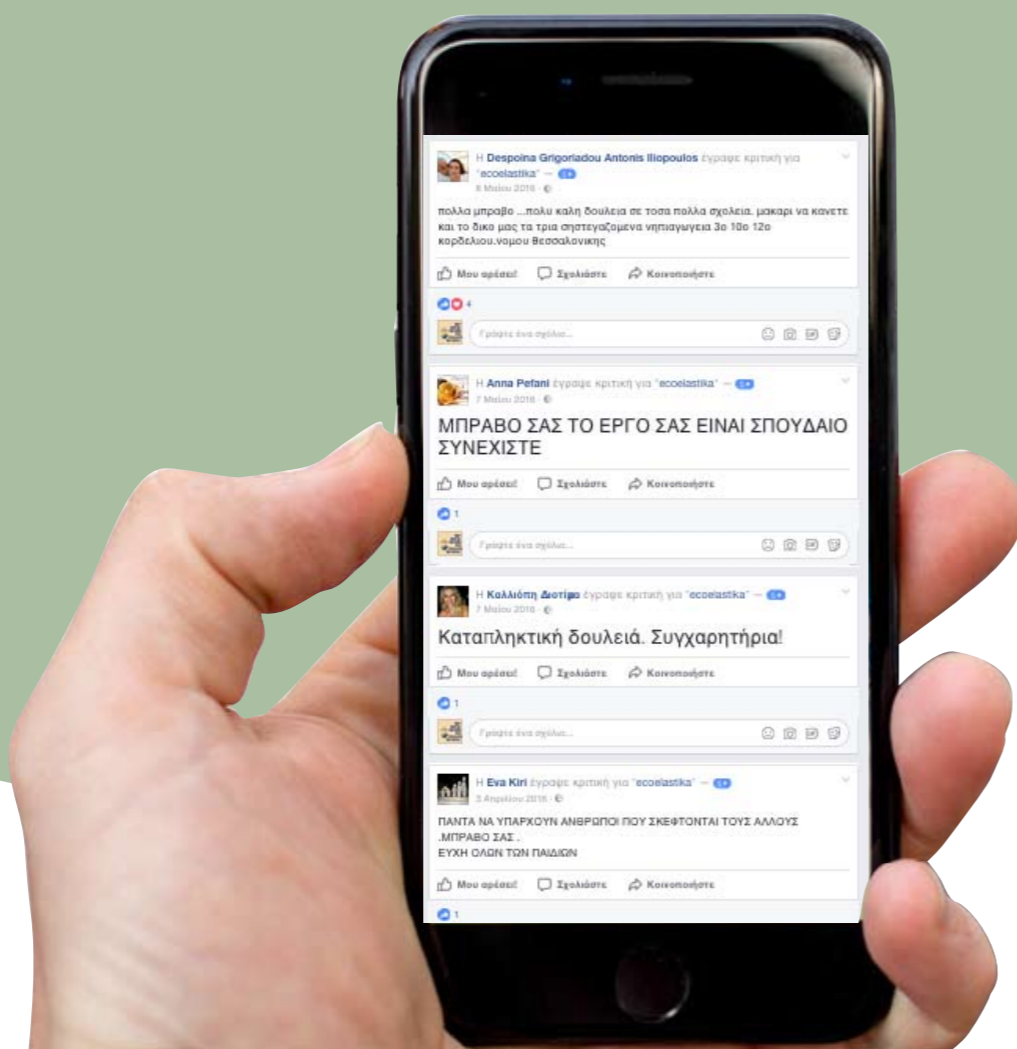 Η Despoina Grigoriadou Antonis Iliopoulos έγραψε κριτική για
"ecoelastika" — 5★
8 Μαΐου 2018 ·
πολλα μπραβο ...πολυ καλη δουλεια σε τοσα πολλα σχολεια. μακαρι να κανετε
και το δικο μας τα τρια σηστεγαζομενα νηπιαγωγεια 3ο 10ο 12ο
κορδελιου.νομου θεσσαλονικης
Μου αρέσει! Σχολιάστε Κοινοποιήστε
4
Γράψτε ένα σχόλιο...
Η Anna Pefani έγραψε κριτική για "ecoelastika" — 5★
7 Μαΐου 2018 ·
ΜΠΡΑΒΟ ΣΑΣ ΤΟ ΕΡΓΟ ΣΑΣ ΕΙΝΑΙ ΣΠΟΥΔΑΙΟ
ΣΥΝΕΧΙΣΤΕ
Μου αρέσει! Σχολιάστε Κοινοποιήστε
1
Γράψτε ένα σχόλιο...
Η Καλλιόπη Διοτίμα έγραψε κριτική για "ecoelastika" — 5★
7 Μαΐου 2018 ·
Καταπληκτική δουλειά. Συγχαρητήρια!
Μου αρέσει! Σχολιάστε Κοινοποιήστε
1
Γράψτε ένα σχόλιο...
Η Eva Kiri έγραψε κριτική για "ecoelastika" — 5★
Απριλίου 2018 ·
ΠΑΝΤΑ ΝΑ ΥΠΑΡΧΟΥΝ ΑΝΘΡΩΠΟΙ ΠΟΥ ΣΚΕΦΤΟΝΤΑΙ ΤΟΥΣ ΑΛΛΟΥΣ
.ΜΠΡΑΒΟ ΣΑΣ .
ΕΥΧΗ ΟΛΩΝ ΤΩΝ ΠΑΙΔΙΩΝ
Μου αρέσει! Σχολιάστε Κοινοποιήστε
1